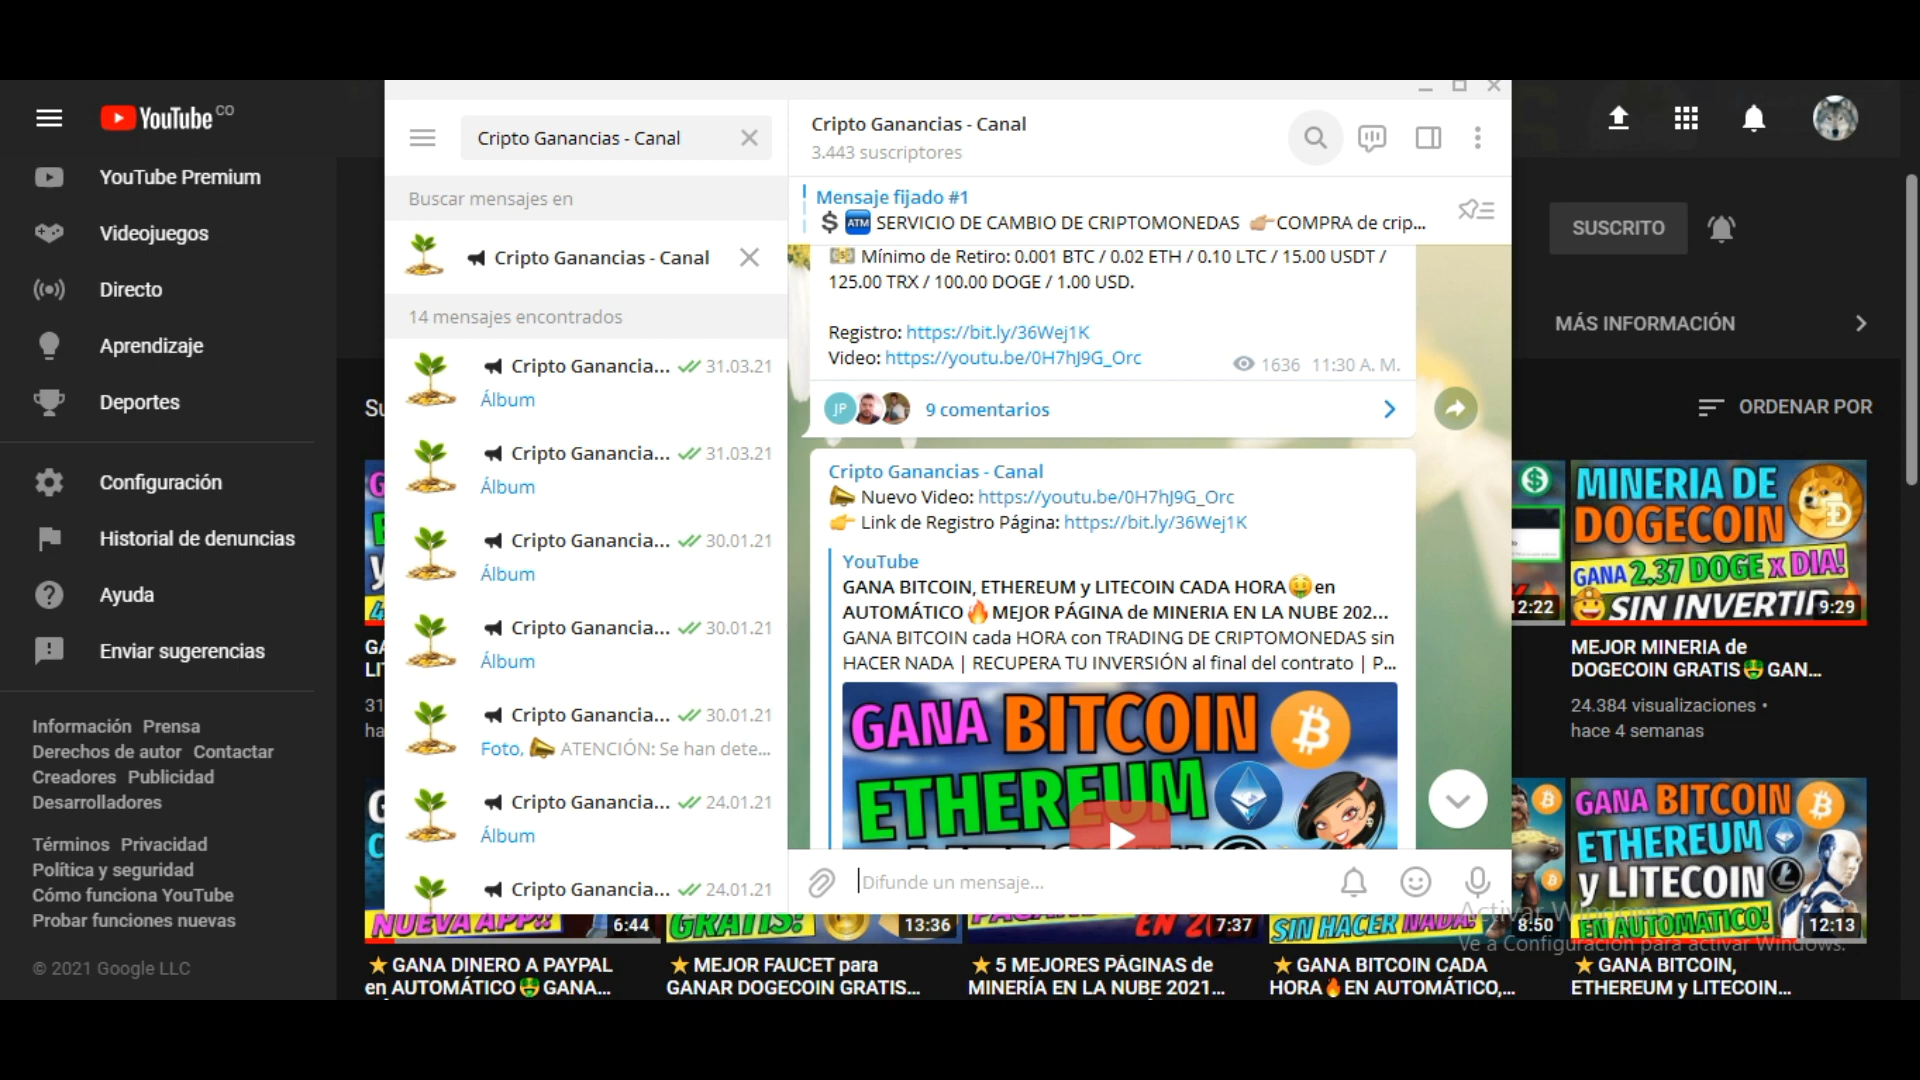 YouTube CO
YouTube Premium
Videojuegos
Directo
Aprendizaje
Deportes
Configuración
Historial de denuncias
Ayuda
Enviar sugerencias
Información Prensa
Derechos de autor Contactar
Creadores Publicidad
Desarrolladores
Términos Privacidad
Política y seguridad
Cómo funciona YouTube
Probar funciones nuevas
© 2021 Google LLC
Cripto Ganancias - Canal
Buscar mensajes en
Cripto Ganancias - Canal
14 mensajes encontrados
Cripto Ganancia... 31.03.21
Álbum
Cripto Ganancia... 31.03.21
Álbum
Cripto Ganancia... 30.01.21
Álbum
Cripto Ganancia... 30.01.21
Álbum
Cripto Ganancia... 30.01.21
Foto, ATENCIÓN: Se han dete...
Cripto Ganancia... 24.01.21
Álbum
Cripto Ganancia... 24.01.21
Cripto Ganancias - Canal
3.443 suscriptores
Mensaje fijado #1
$ ATM SERVICIO DE CAMBIO DE CRIPTOMONEDAS 👉COMPRA de crip...
Mínimo de Retiro: 0.001 BTC / 0.02 ETH / 0.10 LTC / 15.00 USDT /
125.00 TRX / 100.00 DOGE / 1.00 USD.
Registro: https://bit.ly/36Wej1K
Video: https://youtu.be/0H7hJ9G_Orc
1636 11:30 A. M.
JP 9 comentarios
Cripto Ganancias - Canal
Nuevo Video: https://youtu.be/0H7hJ9G_Orc
👉 Link de Registro Página: https://bit.ly/36Wej1K
YouTube
GANA BITCOIN, ETHEREUM y LITECOIN CADA HORA🤑en
AUTOMÁTICO🔥MEJOR PÁGINA de MINERIA EN LA NUBE 202...
GANA BITCOIN cada HORA con TRADING DE CRIPTOMONEDAS sin
HACER NADA | RECUPERA TU INVERSIÓN al final del contrato | P...
GANA BITCOIN
ETHEREUM
Difunde un mensaje...
SUSCRITO
MÁS INFORMACIÓN
ORDENAR POR
12:22
MINERIA DE
DOGECOIN
GANA 2.37 DOGE x DIA!
SIN INVERTIR
9:29
MEJOR MINERIA de
DOGECOIN GRATIS🤑GAN...
24.384 visualizaciones •
hace 4 semanas
GANA BITCOIN
ETHEREUM
y LITECOIN
EN AUTOMATICO!
12:13
Activar Windows
Ve a Configuración para activar Windows.
NUEVA APP!!
6:44
GRATIS!
13:36
7:37
SIN HACER NADA!
8:50
⭐GANA DINERO A PAYPAL
en AUTOMÁTICO🤑GANA...
⭐MEJOR FAUCET para
GANAR DOGECOIN GRATIS...
⭐5 MEJORES PÁGINAS de
MINERÍA EN LA NUBE 2021...
⭐GANA BITCOIN CADA
HORA🔥EN AUTOMÁTICO,...
⭐GANA BITCOIN,
ETHEREUM y LITECOIN...